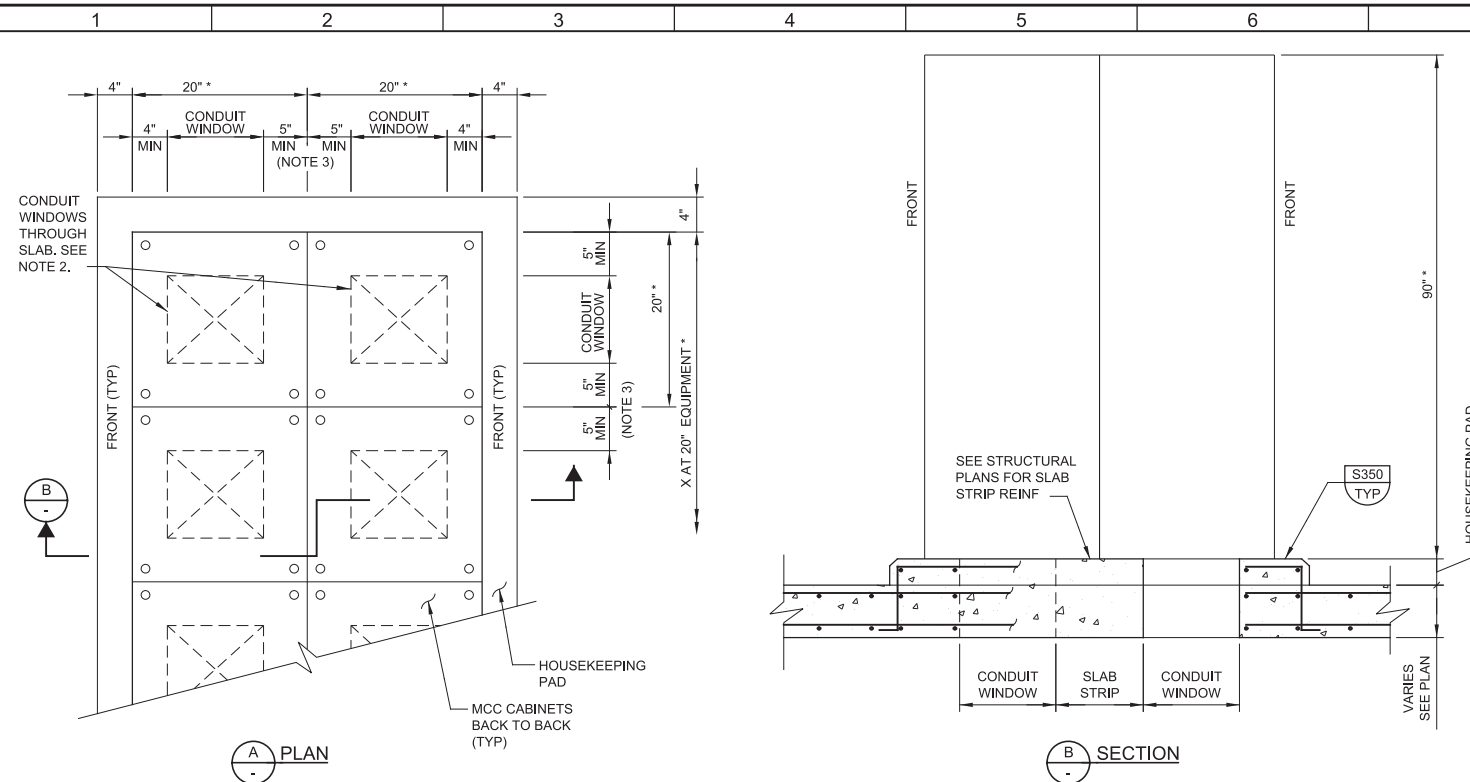 1 2 3 4 5 6
4" 20" * 20" * 4"
CONDUIT
WINDOW
CONDUIT
WINDOW
4"
MIN
5"
MIN
5"
MIN
4"
MIN
(NOTE 3)
CONDUIT
WINDOWS
THROUGH
SLAB. SEE
NOTE 2.
FRONT (TYP)
FRONT (TYP)
4"
5"
MIN
CONDUIT
WINDOW
5"
MIN
5"
MIN
(NOTE 3)
20" *
X AT 20" EQUIPMENT *
B
-
HOUSEKEEPING
PAD
MCC CABINETS
BACK TO BACK
(TYP)
A
-
PLAN
FRONT
FRONT
90" *
SEE STRUCTURAL
PLANS FOR SLAB
STRIP REINF
S350
TYP
HOUSEKEEPING PAD
CONDUIT
WINDOW
SLAB
STRIP
CONDUIT
WINDOW
VARIES
SEE PLAN
B
-
SECTION